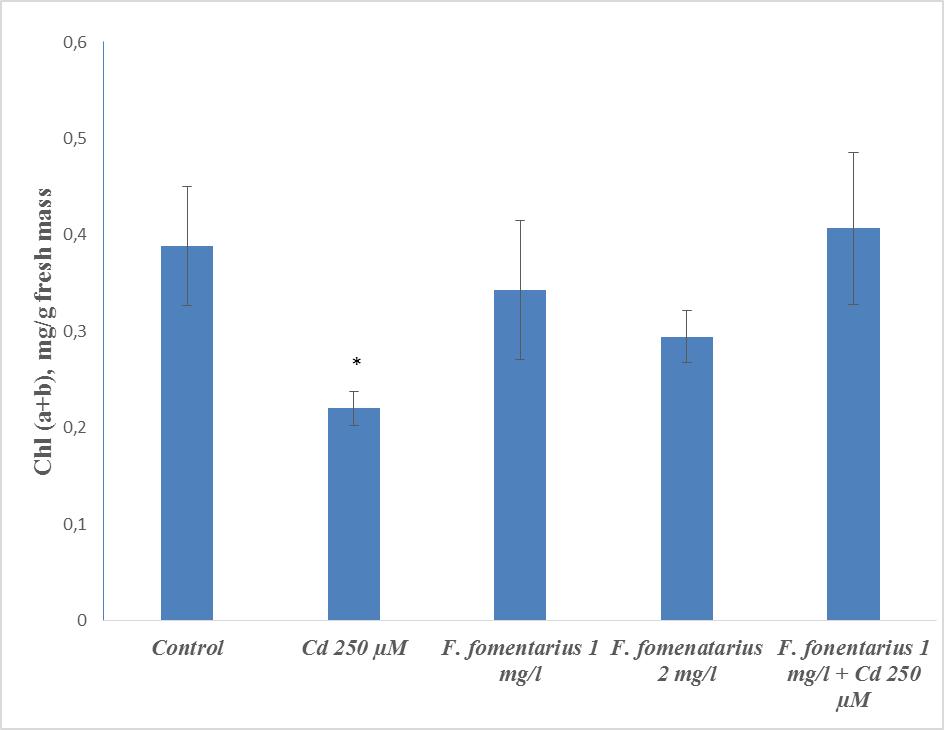 0,6
0,5
0,4
0,3
0,2
0,1
0
Chl (a+b), mg/g fresh mass
*
Control
Cd 250 µM
F. fomentarius 1
mg/l
F. fomenatarius
2 mg/l
F. fonentarius 1
mg/l + Cd 250
µM